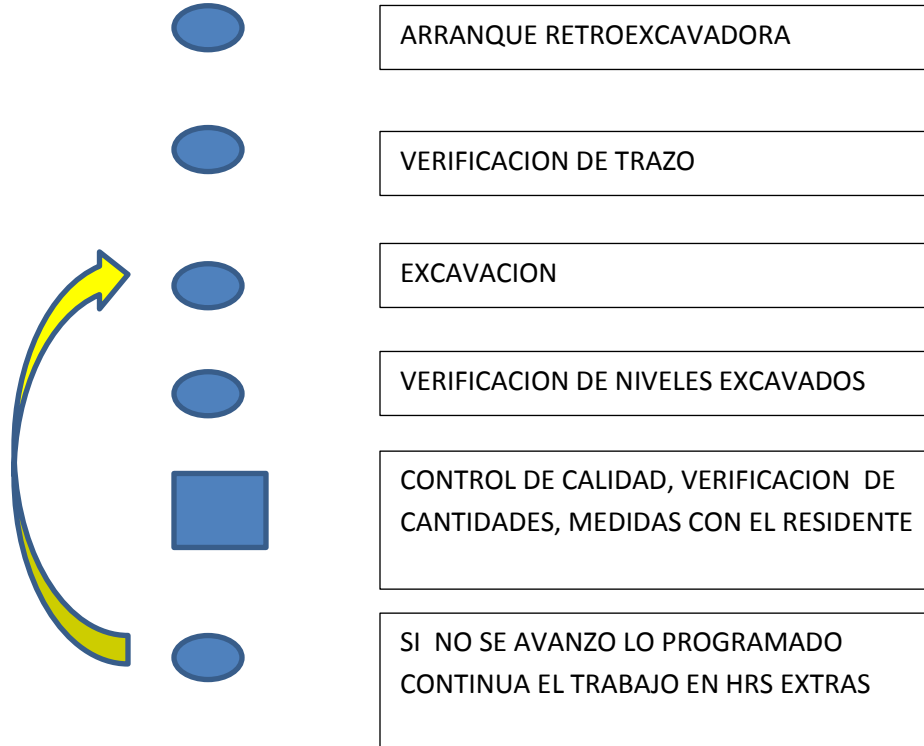 ARRANQUE RETROEXCAVADORA
VERIFICACION DE TRAZO
EXCAVACION
VERIFICACION DE NIVELES EXCAVADOS
CONTROL DE CALIDAD, VERIFICACION DE
CANTIDADES, MEDIDAS CON EL RESIDENTE
SI NO SE AVANZO LO PROGRAMADO
CONTINUA EL TRABAJO EN HRS EXTRAS